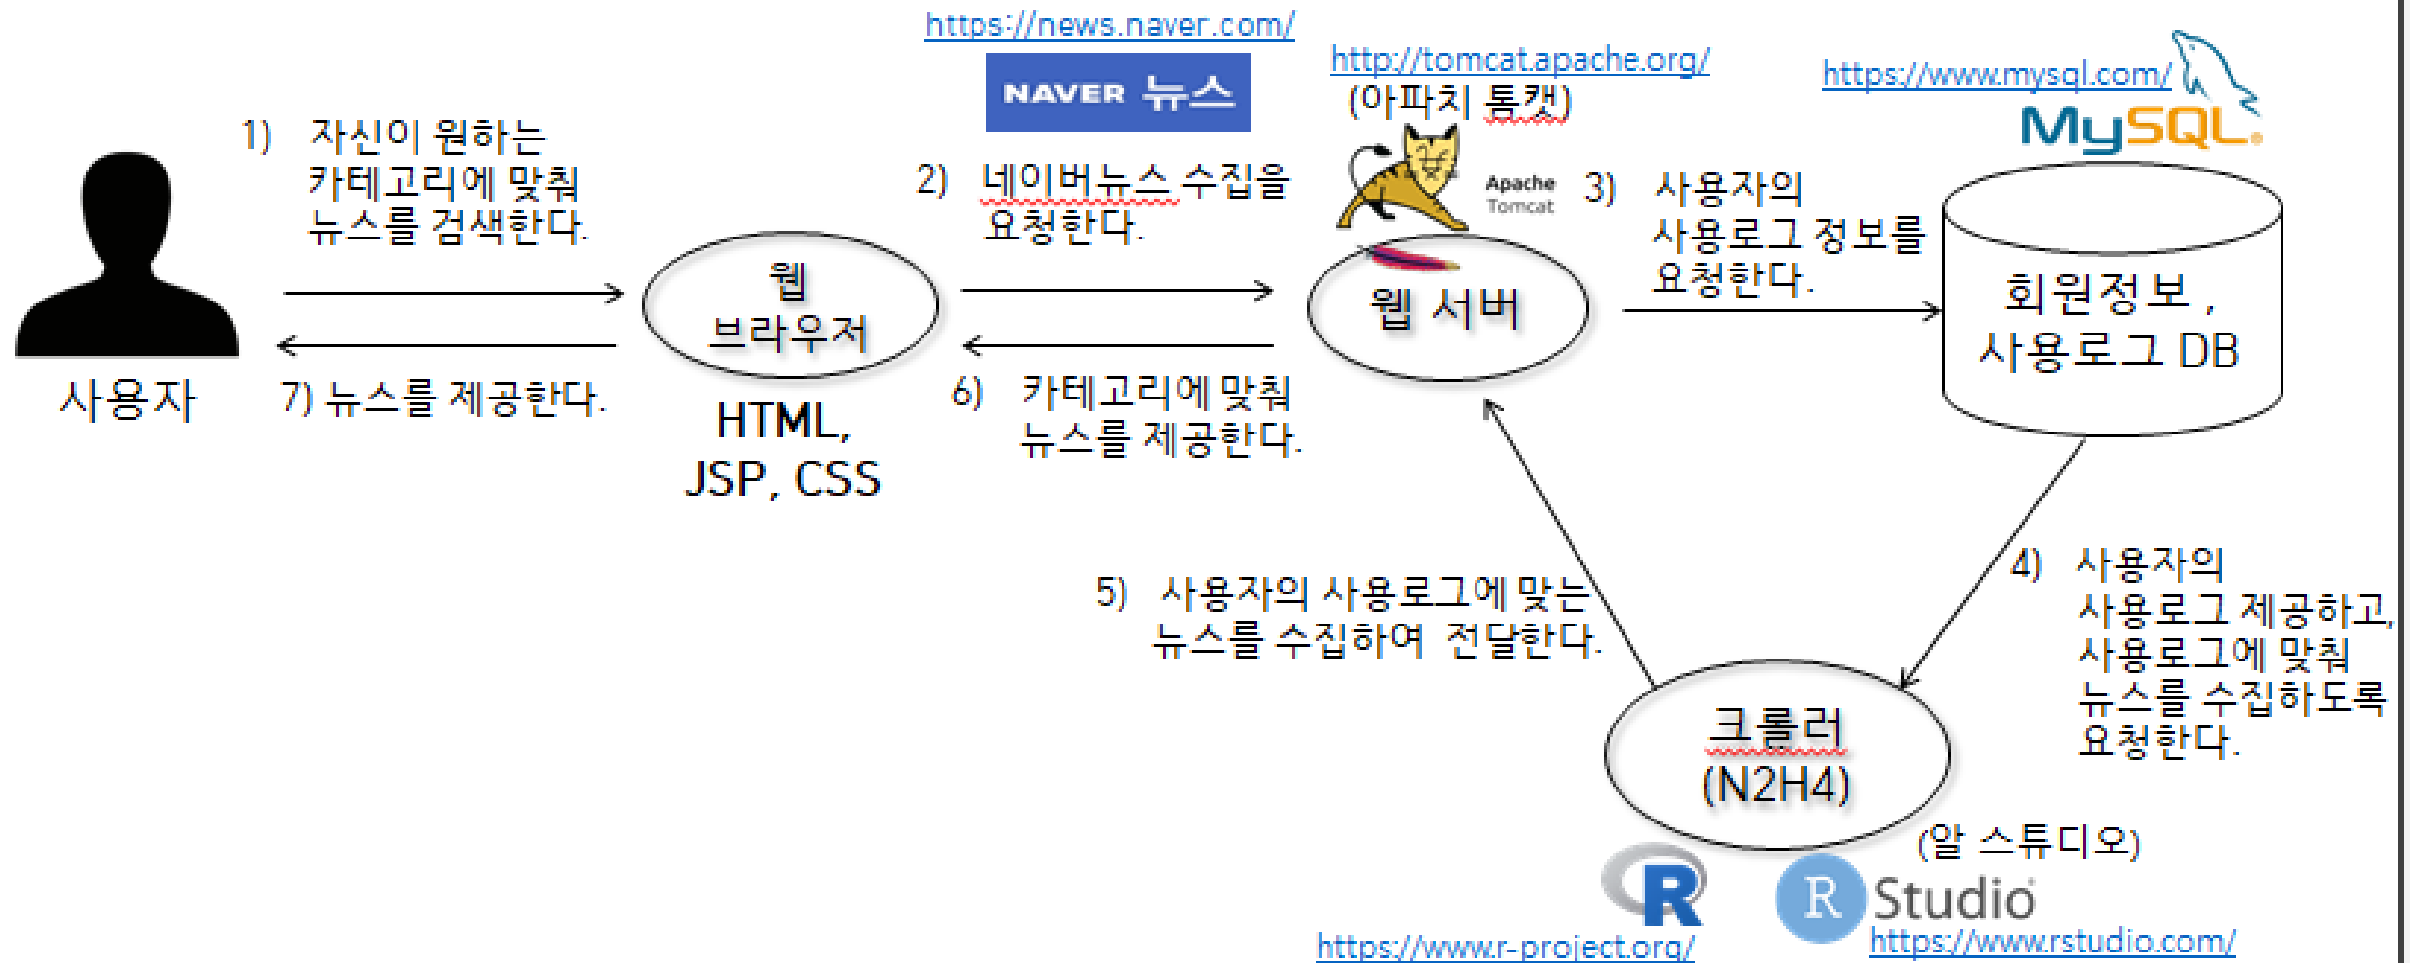 https://news.naver.com/
NAVER 뉴스
http://tomcat.apache.org/
(아파치 톰캣)
Apache
Tomcat
https://www.mysql.com/
MySQL
1) 자신이 원하는
카테고리에 맞춰
뉴스를 검색한다.
2) 네이버뉴스 수집을
요청한다.
3) 사용자의
사용로그 정보를
요청한다.
웹
브라우저
웹 서버
회원정보 ,
사용로그 DB
사용자
7) 뉴스를 제공한다.
HTML,
JSP, CSS
6) 카테고리에 맞춰
뉴스를 제공한다.
5) 사용자의 사용로그에 맞는
뉴스를 수집하여 전달한다.
4) 사용자의
사용로그 제공하고,
사용로그에 맞춰
뉴스를 수집하도록
요청한다.
크롤러
(N2H4)
(알 스튜디오)
R
R Studio
https://www.r-project.org/
https://www.rstudio.com/